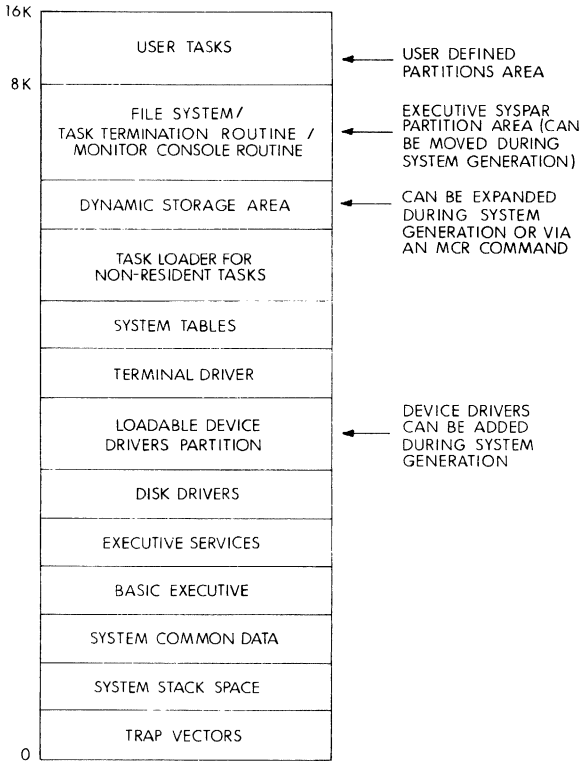 16K
USER TASKS
USER DEFINED
PARTITIONS AREA
8K
FILE SYSTEM/
TASK TERMINATION ROUTINE /
MONITOR CONSOLE ROUTINE
EXECUTIVE SYSPAR
PARTITION AREA (CAN
BE MOVED DURING
SYSTEM GENERATION)
DYNAMIC STORAGE AREA
CAN BE EXPANDED
DURING SYSTEM
GENERATION OR VIA
AN MCR COMMAND
TASK LOADER FOR
NON-RESIDENT TASKS
SYSTEM TABLES
TERMINAL DRIVER
LOADABLE DEVICE
DRIVERS PARTITION
DEVICE DRIVERS
CAN BE ADDED
DURING SYSTEM
GENERATION
DISK DRIVERS
EXECUTIVE SERVICES
BASIC EXECUTIVE
SYSTEM COMMON DATA
SYSTEM STACK SPACE
TRAP VECTORS
0